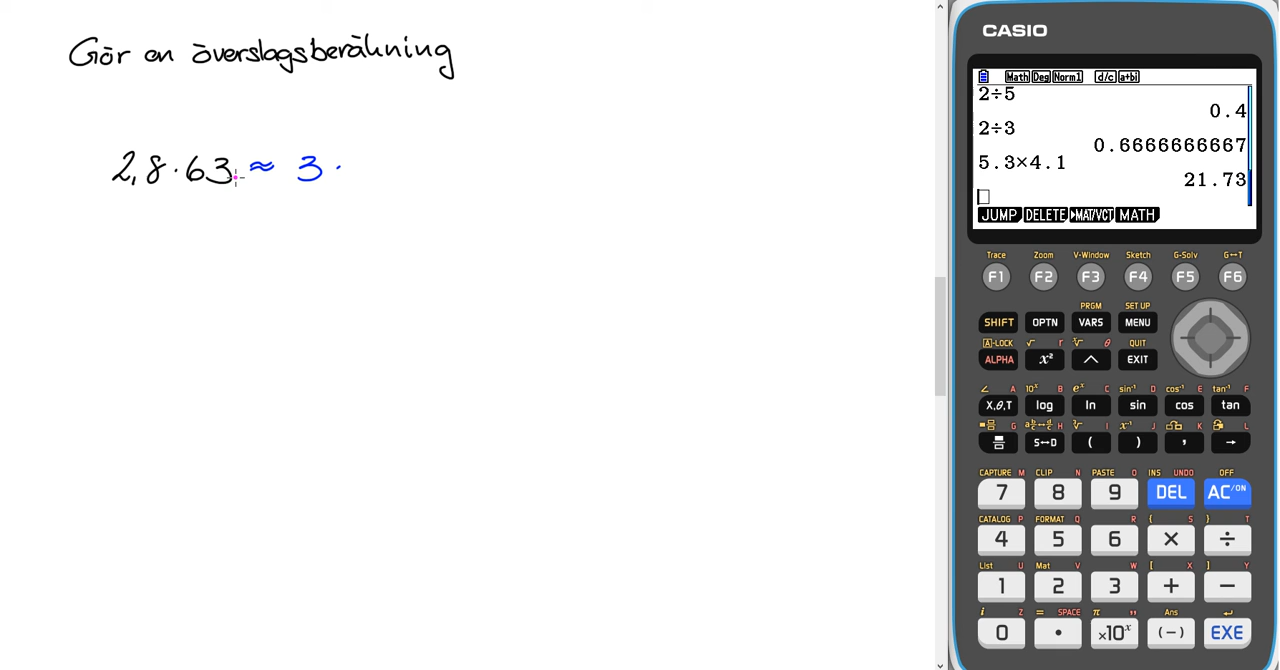 Gör en överslagsberäkning
2,8 · 63 ≈ 3 ·
CASIO
Math Deg Norm1 d/c a+bi
2÷5
0.4
2÷3
0.6666666667
5.3×4.1
21.73
JUMP DELETE ▶MAT/VCT MATH
Trace Zoom V-Window Sketch G-Solv G↔T
F1 F2 F3 F4 F5 F6
PRGM SET UP
SHIFT OPTN VARS MENU
A-LOCK √ r ˣ√ θ QUIT
ALPHA x² ^ EXIT
∠ A 10ˣ B eˣ C sin⁻¹ D cos⁻¹ E tan⁻¹ F
X,θ,T log ln sin cos tan
G H ³√ I x⁻¹ J K L
S↔D ( ) , →
CAPTURE M CLIP N PASTE O INS UNDO OFF
7 8 9 DEL AC/ON
CATALOG P FORMAT Q R { S } T
4 5 6 × ÷
List U Mat V W [ X ] Y
1 2 3 + −
i Z = SPACE π " Ans ↵
0 • ×10ˣ (−) EXE